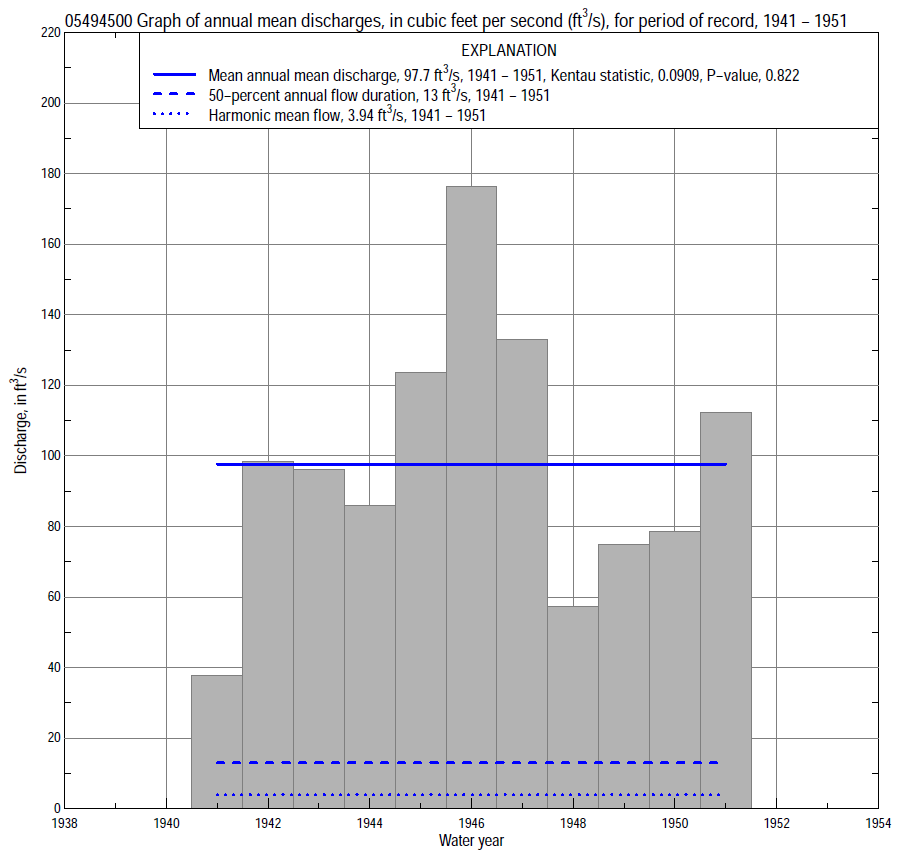 05494500 Graph of annual mean discharges, in cubic feet per second (ft³/s), for period of record, 1941 – 1951
EXPLANATION
Mean annual mean discharge, 97.7 ft³/s, 1941 – 1951, Kentau statistic, 0.0909, P–value, 0.822
50–percent annual flow duration, 13 ft³/s, 1941 – 1951
Harmonic mean flow, 3.94 ft³/s, 1941 – 1951
Discharge, in ft³/s
220
200
180
160
140
120
100
80
60
40
20
0
1938 1940 1942 1944 1946 1948 1950 1952 1954
Water year